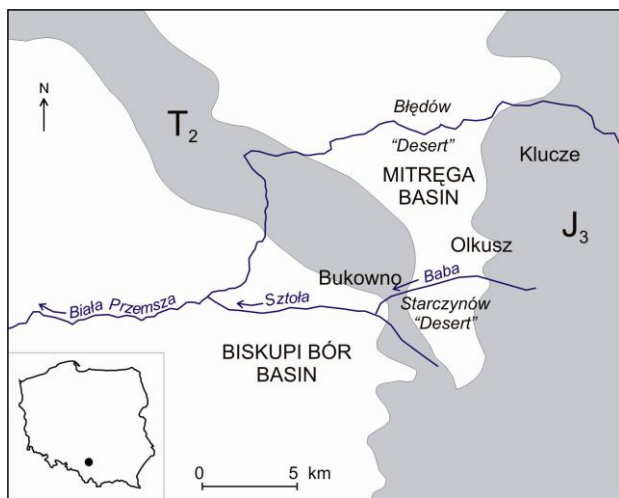 N
T2
Błędów
"Desert"
MITRĘGA
BASIN
Klucze
J3
Olkusz
Bukowno
Baba
Starczynów
"Desert"
Sztoła
Biała Przemsza
BISKUPI BÓR
BASIN
0 5 km